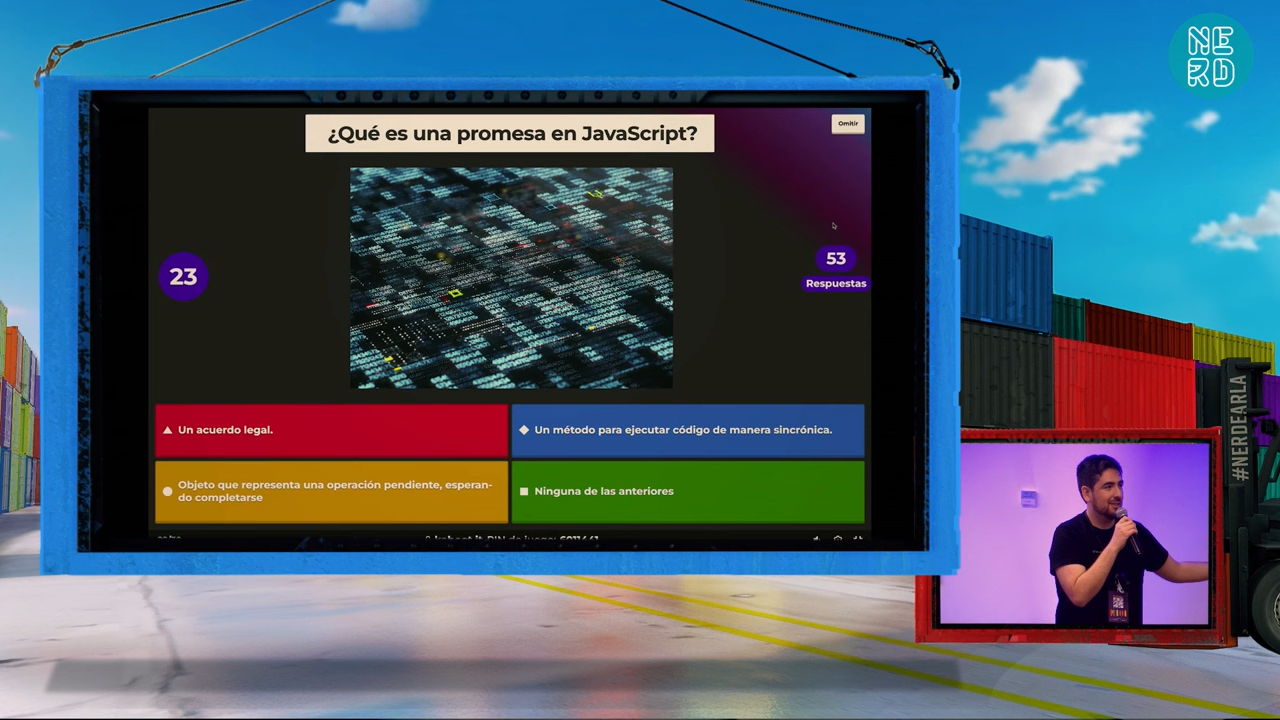 NE
RD
¿Qué es una promesa en JavaScript?
Omitir
23
53
Respuestas
Un acuerdo legal.
Un método para ejecutar código de manera sincrónica.
Objeto que representa una operación pendiente, esperan-
do completarse
Ninguna de las anteriores
#NERDEARLA